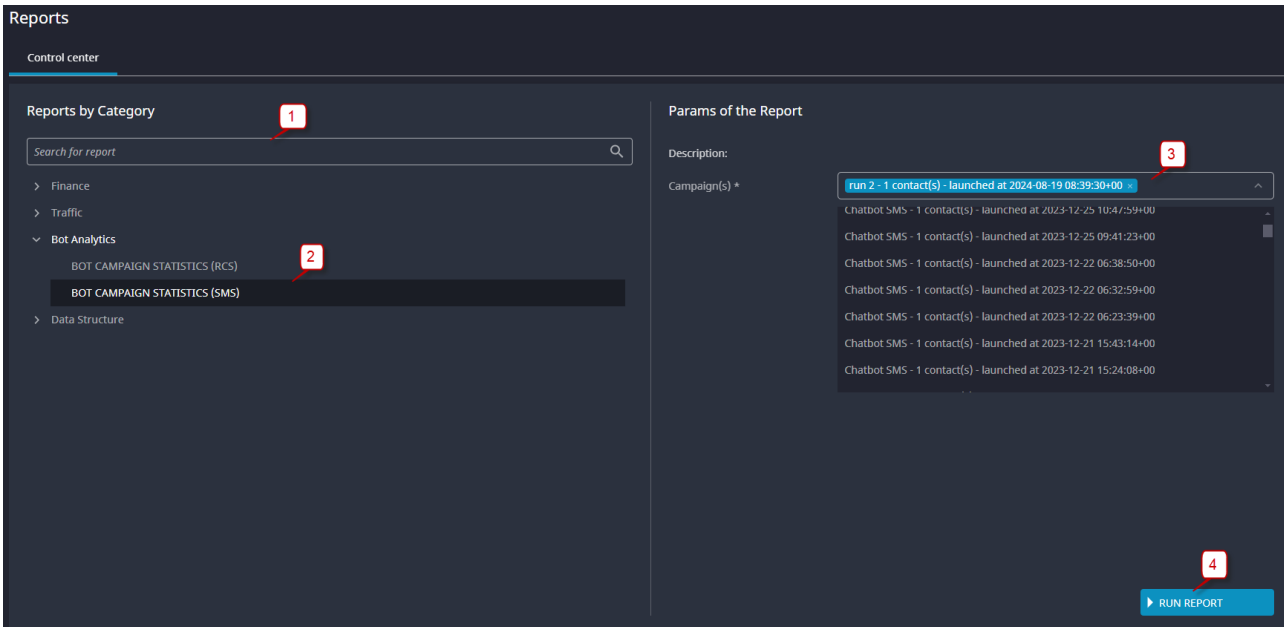 Reports
Control center
Reports by Category
1
Search for report
Finance
Traffic
Bot Analytics
2
BOT CAMPAIGN STATISTICS (RCS)
BOT CAMPAIGN STATISTICS (SMS)
Data Structure
Params of the Report
Description:
3
Campaign(s) *
run 2 - 1 contact(s) - launched at 2024-08-19 08:39:30+00 ×
Chatbot SMS - 1 contact(s) - launched at 2023-12-25 10:47:59+00
Chatbot SMS - 1 contact(s) - launched at 2023-12-25 09:41:23+00
Chatbot SMS - 1 contact(s) - launched at 2023-12-22 06:38:50+00
Chatbot SMS - 1 contact(s) - launched at 2023-12-22 06:32:59+00
Chatbot SMS - 1 contact(s) - launched at 2023-12-22 06:23:39+00
Chatbot SMS - 1 contact(s) - launched at 2023-12-21 15:43:14+00
Chatbot SMS - 1 contact(s) - launched at 2023-12-21 15:24:08+00
4
RUN REPORT